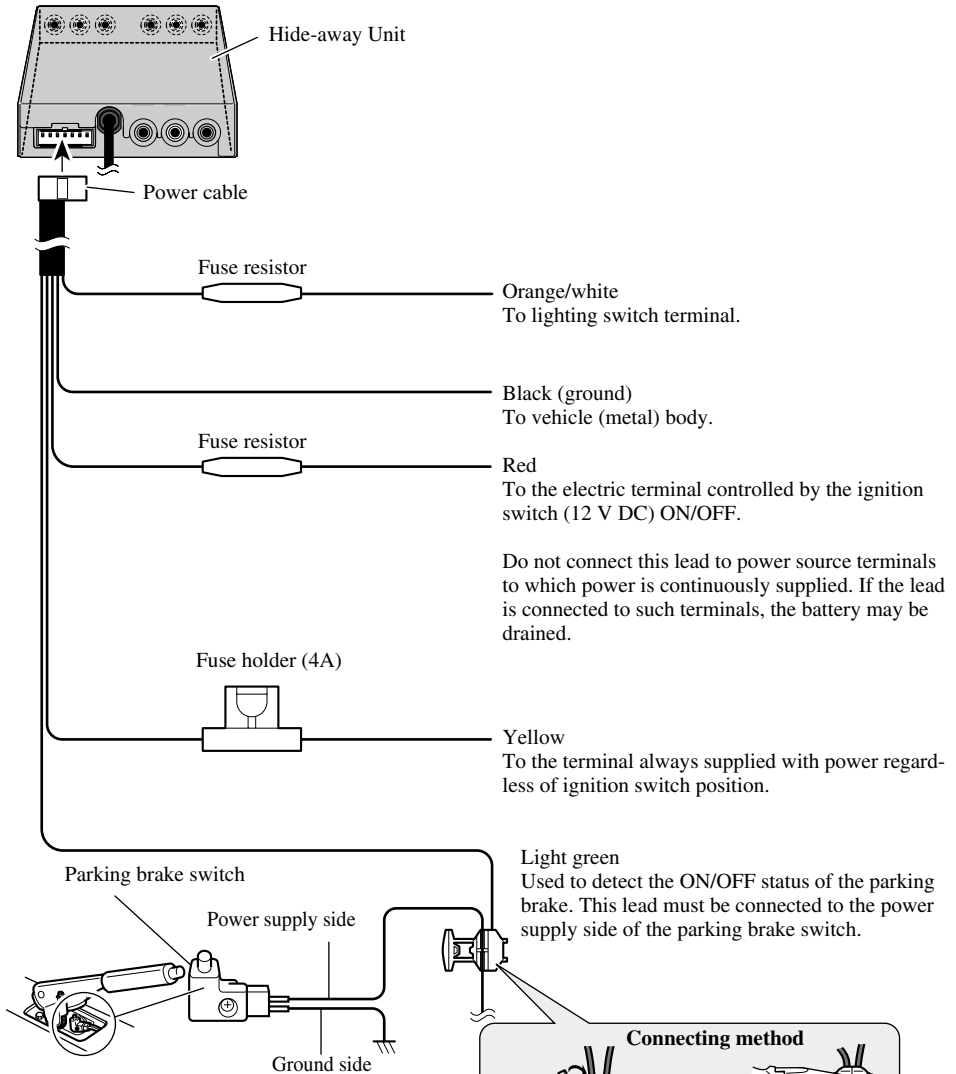 Hide-away Unit
Power cable
Fuse resistor
Orange/white
To lighting switch terminal.
Black (ground)
To vehicle (metal) body.
Fuse resistor
Red
To the electric terminal controlled by the ignition
switch (12 V DC) ON/OFF.
Do not connect this lead to power source terminals
to which power is continuously supplied. If the lead
is connected to such terminals, the battery may be
drained.
Fuse holder (4A)
Yellow
To the terminal always supplied with power regard-
less of ignition switch position.
Light green
Used to detect the ON/OFF status of the parking
brake. This lead must be connected to the power
supply side of the parking brake switch.
Parking brake switch
Power supply side
Ground side
Connecting method